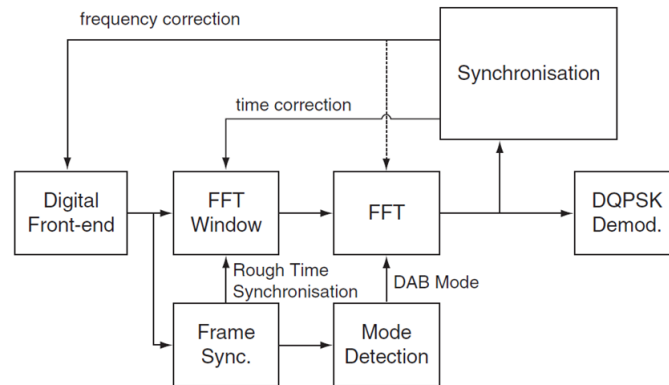 frequency correction
Synchronisation
time correction
Digital
Front-end
FFT
Window
FFT
DQPSK
Demod.
Rough Time
Synchronisation
DAB Mode
Frame
Sync.
Mode
Detection